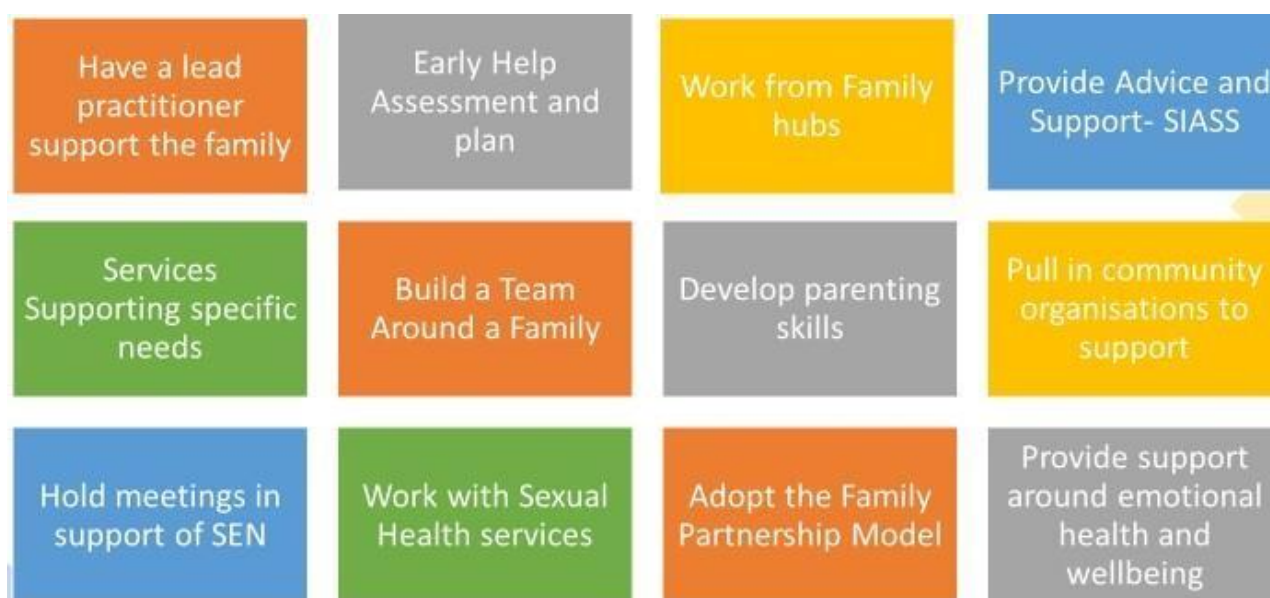 Have a lead
practitioner
support the family
Early Help
Assessment and
plan
Work from Family
hubs
Provide Advice and
Support- SIASS
Services
Supporting specific
needs
Build a Team
Around a Family
Develop parenting
skills
Pull in community
organisations to
support
Hold meetings in
support of SEN
Work with Sexual
Health services
Adopt the Family
Partnership Model
Provide support
around emotional
health and
wellbeing